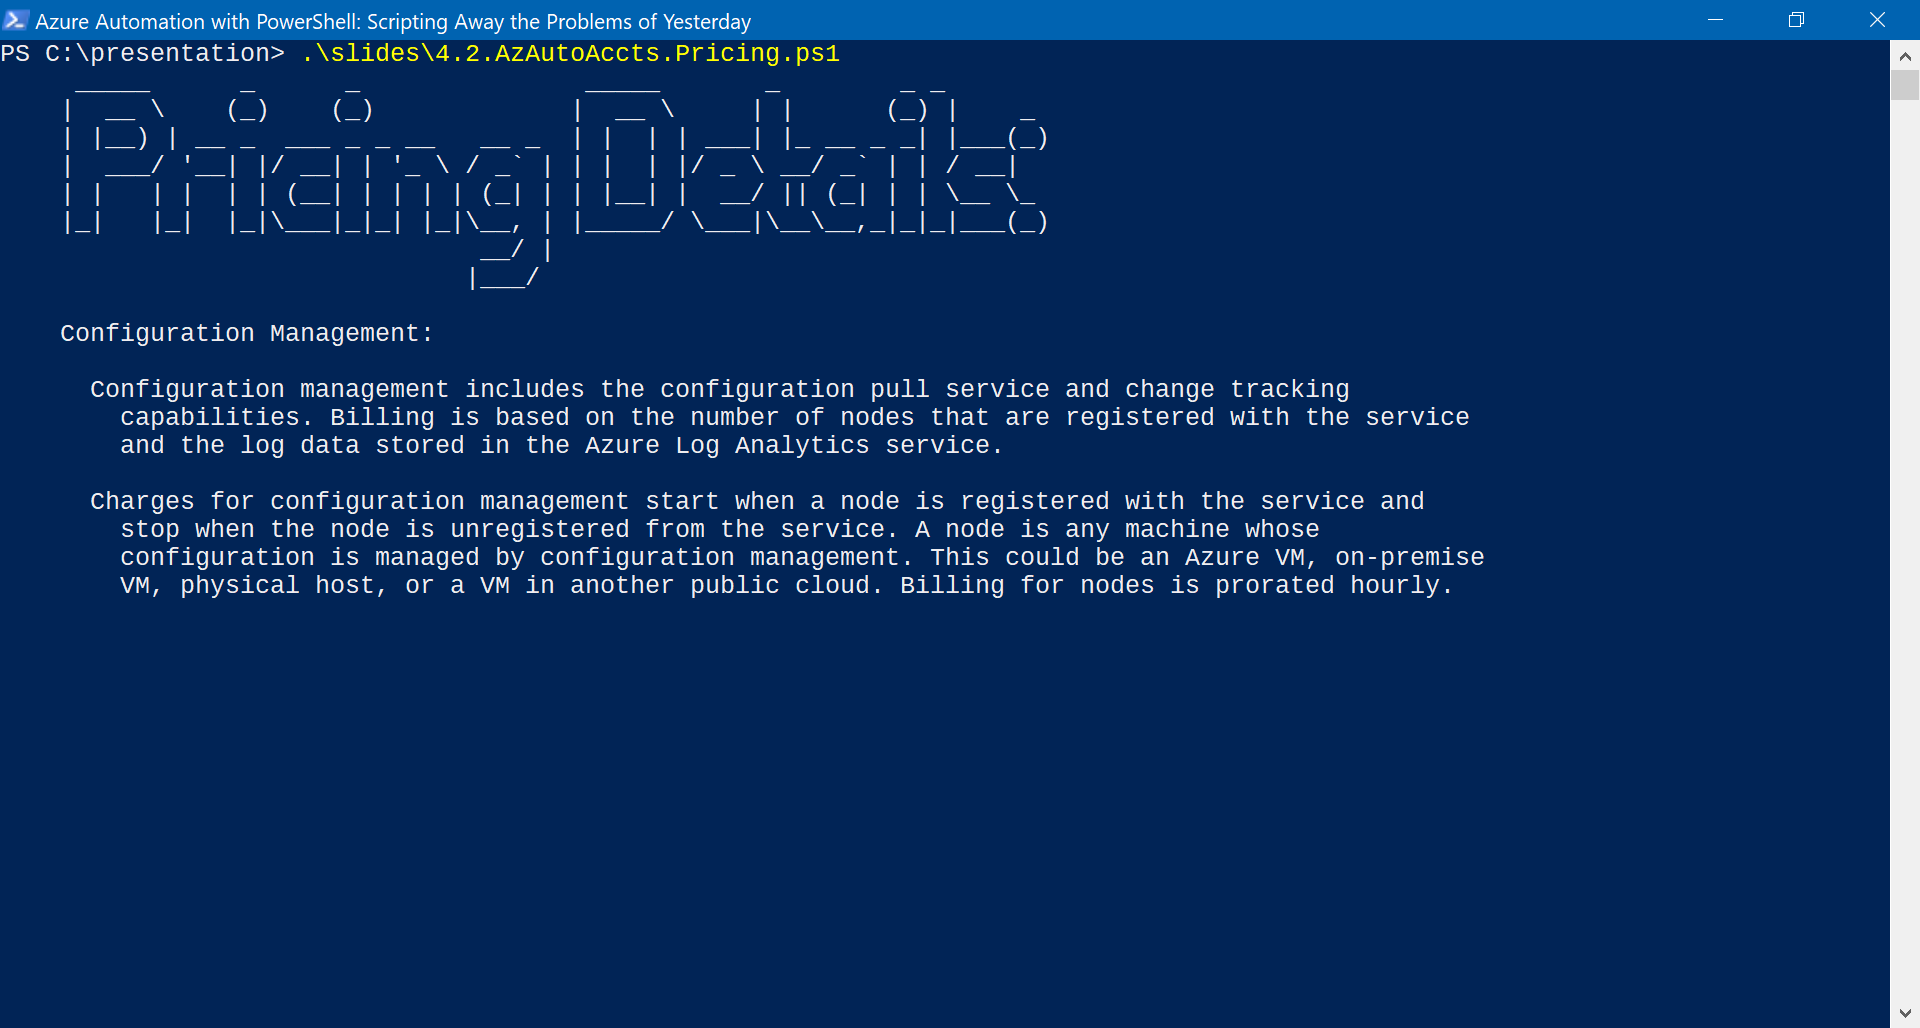 Azure Automation with PowerShell: Scripting Away the Problems of Yesterday
PS C:\presentation> .\slides\4.2.AzAutoAccts.Pricing.ps1
Pricing Details:
Configuration Management:
Configuration management includes the configuration pull service and change tracking
capabilities. Billing is based on the number of nodes that are registered with the service
and the log data stored in the Azure Log Analytics service.
Charges for configuration management start when a node is registered with the service and
stop when the node is unregistered from the service. A node is any machine whose
configuration is managed by configuration management. This could be an Azure VM, on-premise
VM, physical host, or a VM in another public cloud. Billing for nodes is prorated hourly.